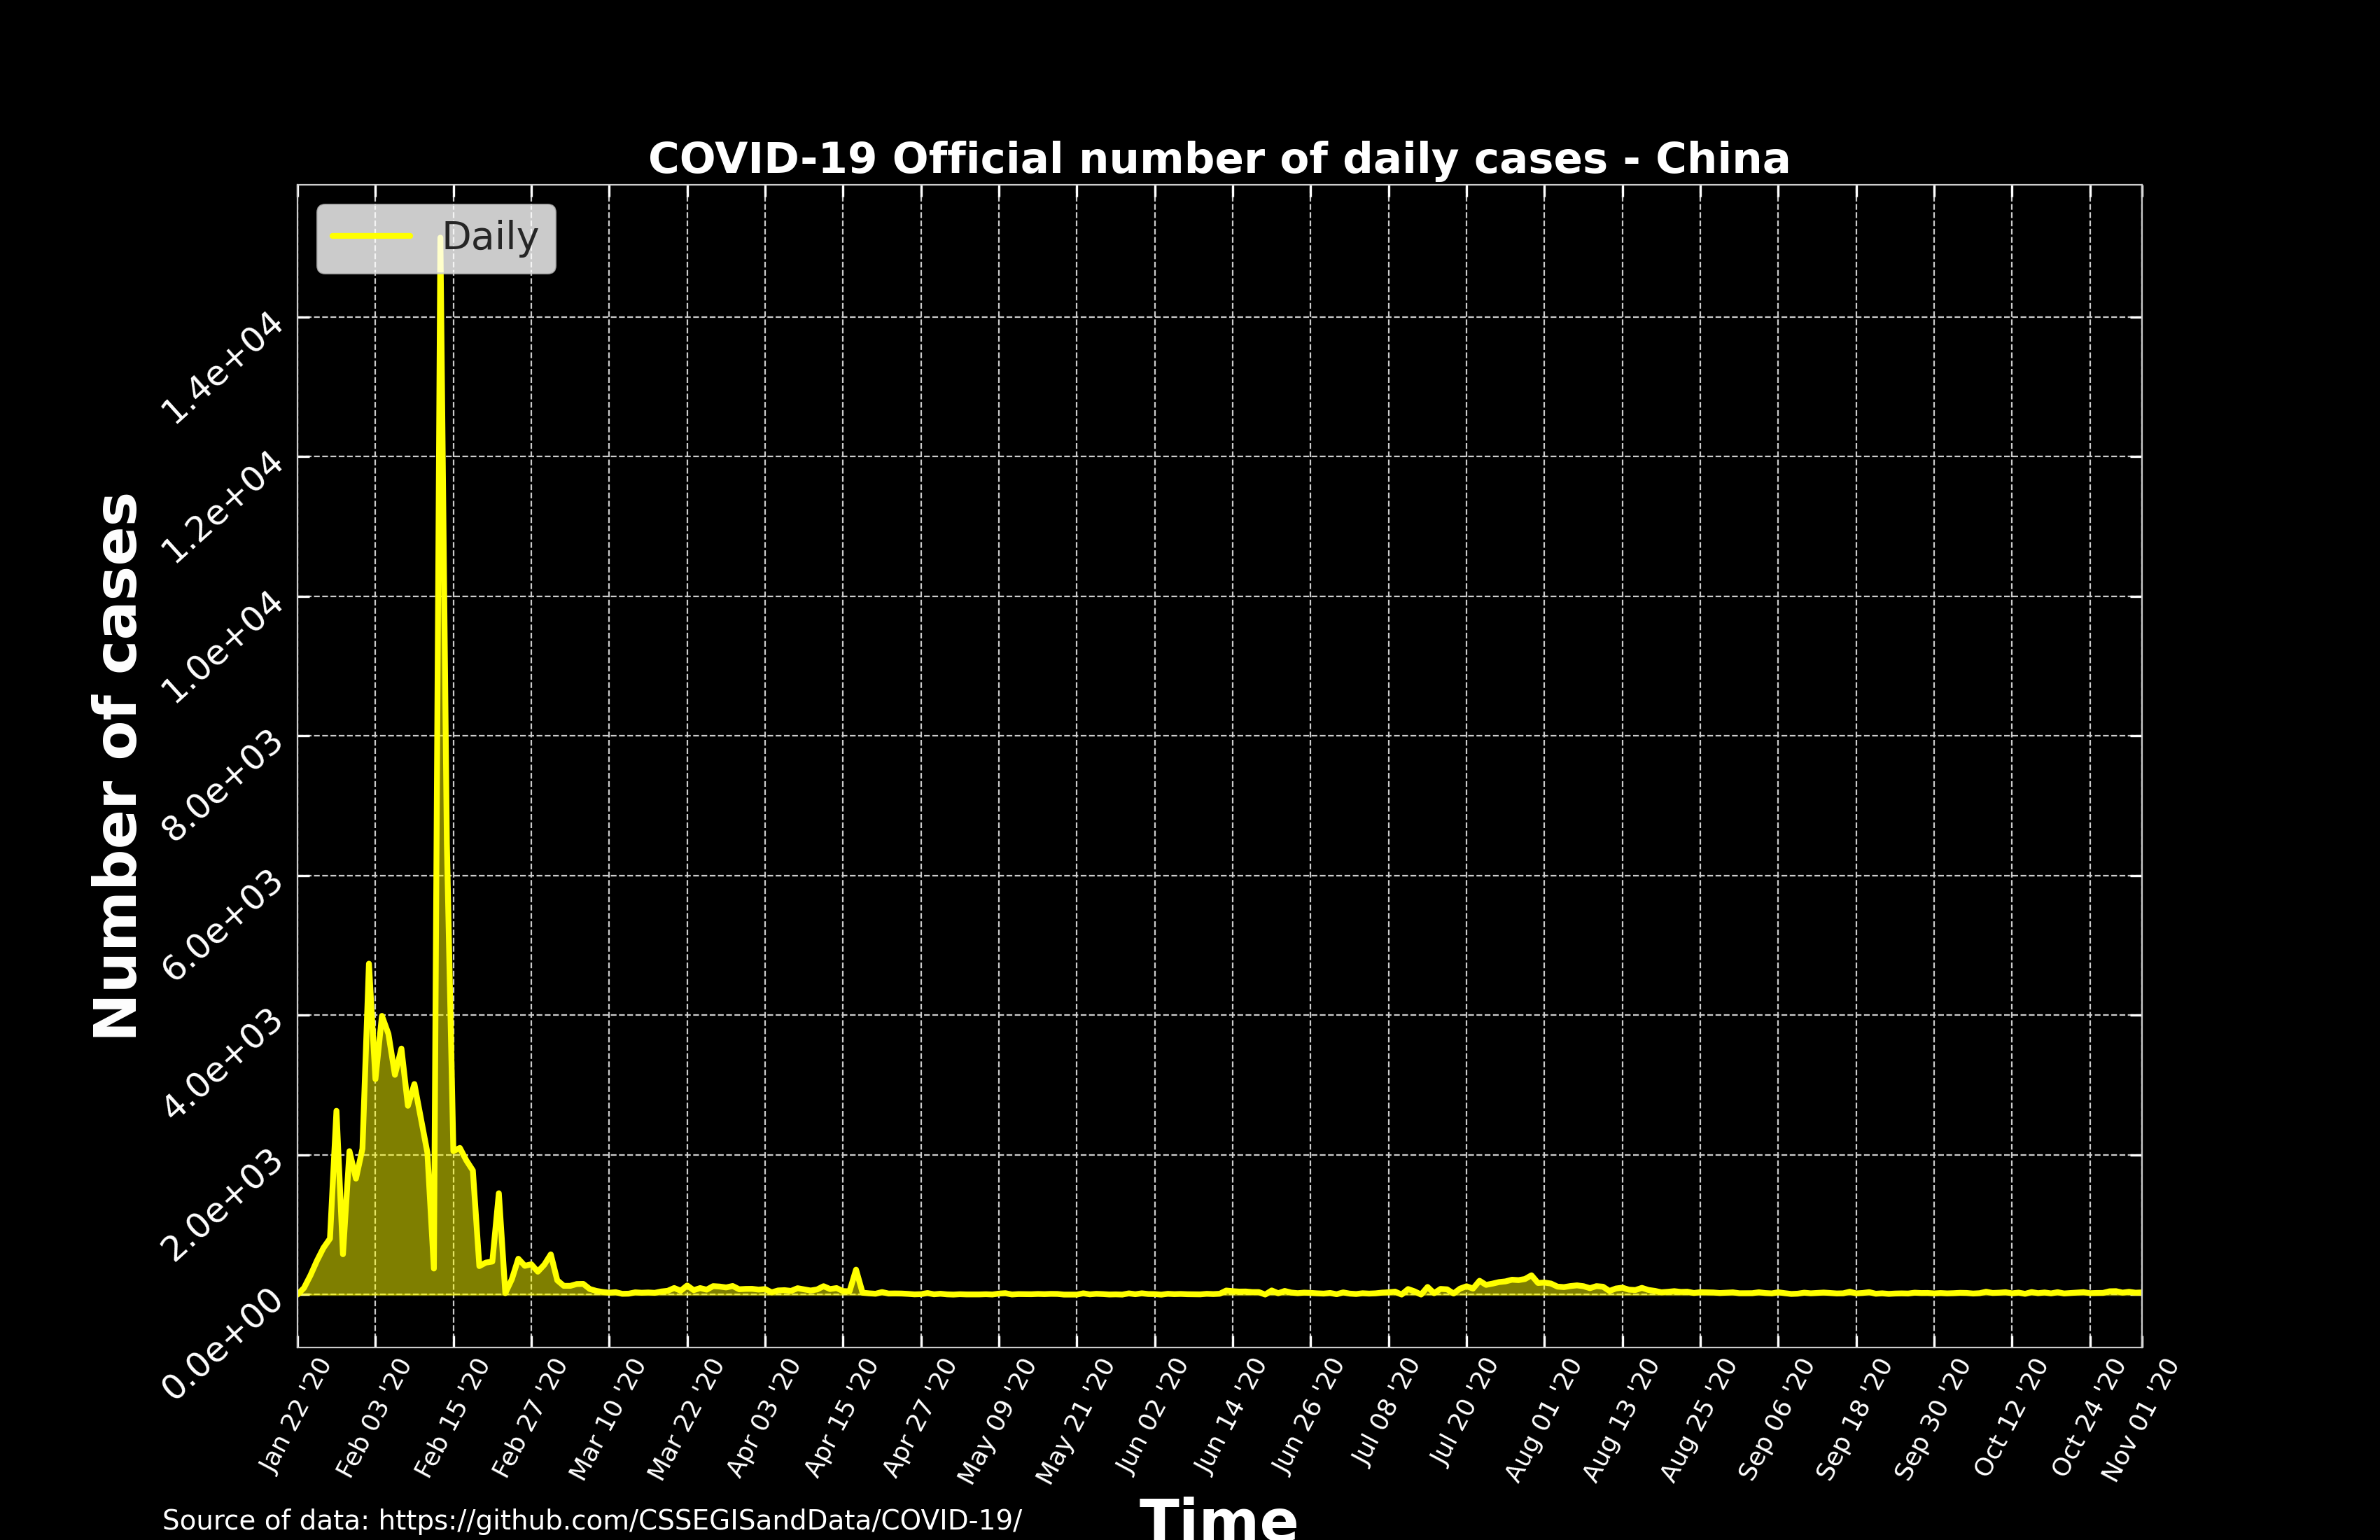 COVID-19 Official number of daily cases - China
Daily
Number of cases
1.4e+04
1.2e+04
1.0e+04
8.0e+03
6.0e+03
4.0e+03
2.0e+03
0.0e+00
Jan 22 '20
Feb 03 '20
Feb 15 '20
Feb 27 '20
Mar 10 '20
Mar 22 '20
Apr 03 '20
Apr 15 '20
Apr 27 '20
May 09 '20
May 21 '20
Jun 02 '20
Jun 14 '20
Jun 26 '20
Jul 08 '20
Jul 20 '20
Aug 01 '20
Aug 13 '20
Aug 25 '20
Sep 06 '20
Sep 18 '20
Sep 30 '20
Oct 12 '20
Oct 24 '20
Nov 01 '20
Time
Source of data: https://github.com/CSSEGISandData/COVID-19/